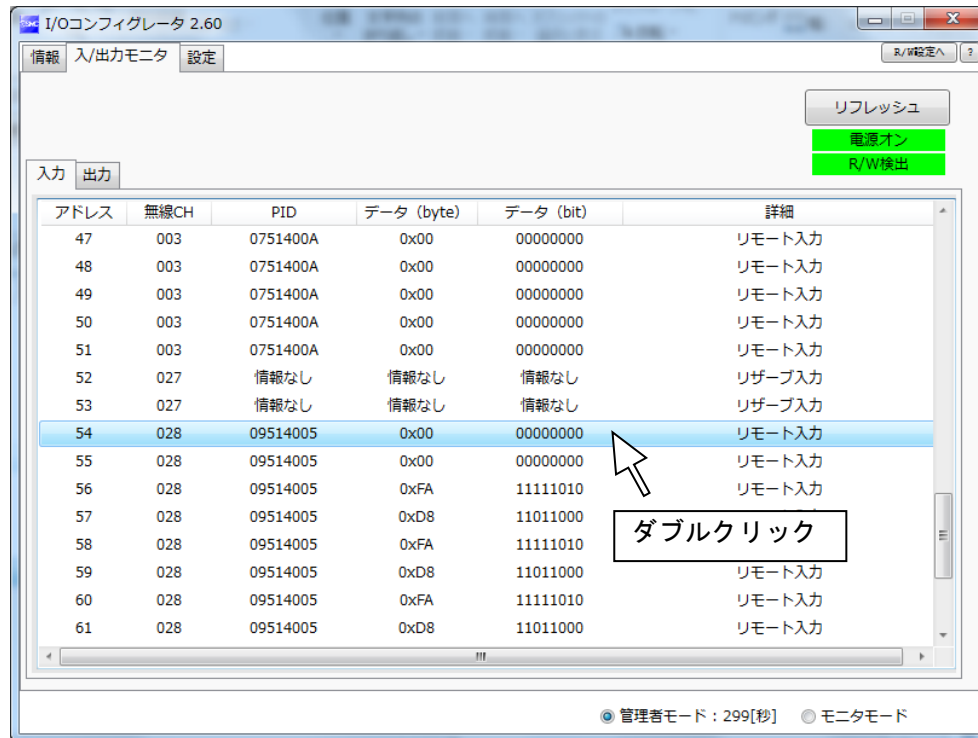 I/Oコンフィグレータ 2.60
情報 入/出力モニタ 設定 R/W設定へ ?
リフレッシュ
電源オン
R/W検出
入力 出力
アドレス 無線CH PID データ (byte) データ (bit) 詳細
47 003 0751400A 0x00 00000000 リモート入力
48 003 0751400A 0x00 00000000 リモート入力
49 003 0751400A 0x00 00000000 リモート入力
50 003 0751400A 0x00 00000000 リモート入力
51 003 0751400A 0x00 00000000 リモート入力
52 027 情報なし 情報なし 情報なし リザーブ入力
53 027 情報なし 情報なし 情報なし リザーブ入力
54 028 09514005 0x00 00000000 リモート入力
55 028 09514005 0x00 00000000 リモート入力
56 028 09514005 0xFA 11111010 リモート入力
57 028 09514005 0xD8 11011000
58 028 09514005 0xFA 11111010
ダブルクリック
59 028 09514005 0xD8 11011000 リモート入力
60 028 09514005 0xFA 11111010 リモート入力
61 028 09514005 0xD8 11011000 リモート入力
管理者モード：299[秒] モニタモード